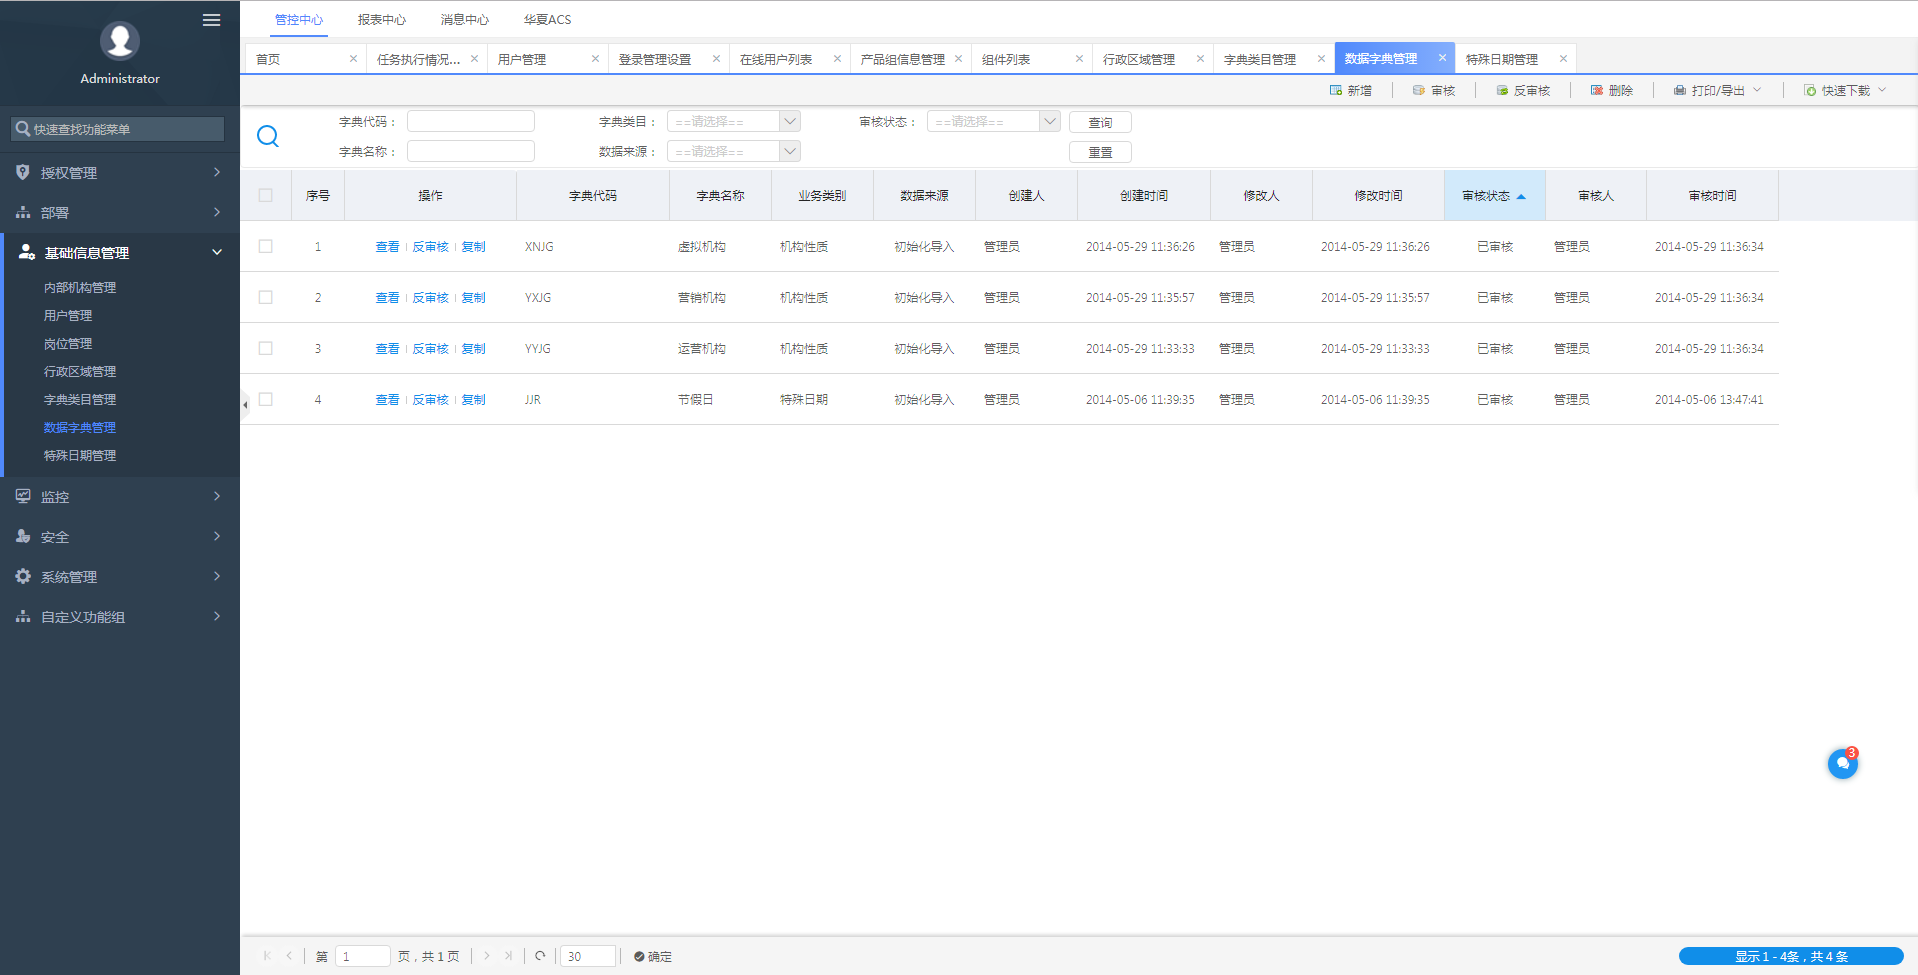 管控中心 报表中心 消息中心 华夏ACS
Administrator
首页 任务执行情况... 用户管理 登录管理设置 在线用户列表 产品组信息管理 组件列表 行政区域管理 字典类目管理 数据字典管理 特殊日期管理
新增 审核 反审核 删除 打印/导出 快速下载
快速查找功能菜单
授权管理
部署
基础信息管理
内部机构管理
用户管理
岗位管理
行政区域管理
字典类目管理
数据字典管理
特殊日期管理
监控
安全
系统管理
自定义功能组
字典代码： 字典类目： ==请选择== 审核状态： ==请选择== 查询
字典名称： 数据来源： ==请选择== 重置
序号 操作 字典代码 字典名称 业务类别 数据来源 创建人 创建时间 修改人 修改时间 审核状态 审核人 审核时间
1 查看 反审核 复制 XNJG 虚拟机构 机构性质 初始化导入 管理员 2014-05-29 11:36:26 管理员 2014-05-29 11:36:26 已审核 管理员 2014-05-29 11:36:34
2 查看 反审核 复制 YXJG 营销机构 机构性质 初始化导入 管理员 2014-05-29 11:35:57 管理员 2014-05-29 11:35:57 已审核 管理员 2014-05-29 11:36:34
3 查看 反审核 复制 YYJG 运营机构 机构性质 初始化导入 管理员 2014-05-29 11:33:33 管理员 2014-05-29 11:33:33 已审核 管理员 2014-05-29 11:36:34
4 查看 反审核 复制 JJR 节假日 特殊日期 初始化导入 管理员 2014-05-06 11:39:35 管理员 2014-05-06 11:39:35 已审核 管理员 2014-05-06 13:47:41
3
第 1 页，共 1 页 30 确定
显示 1 - 4条，共 4 条